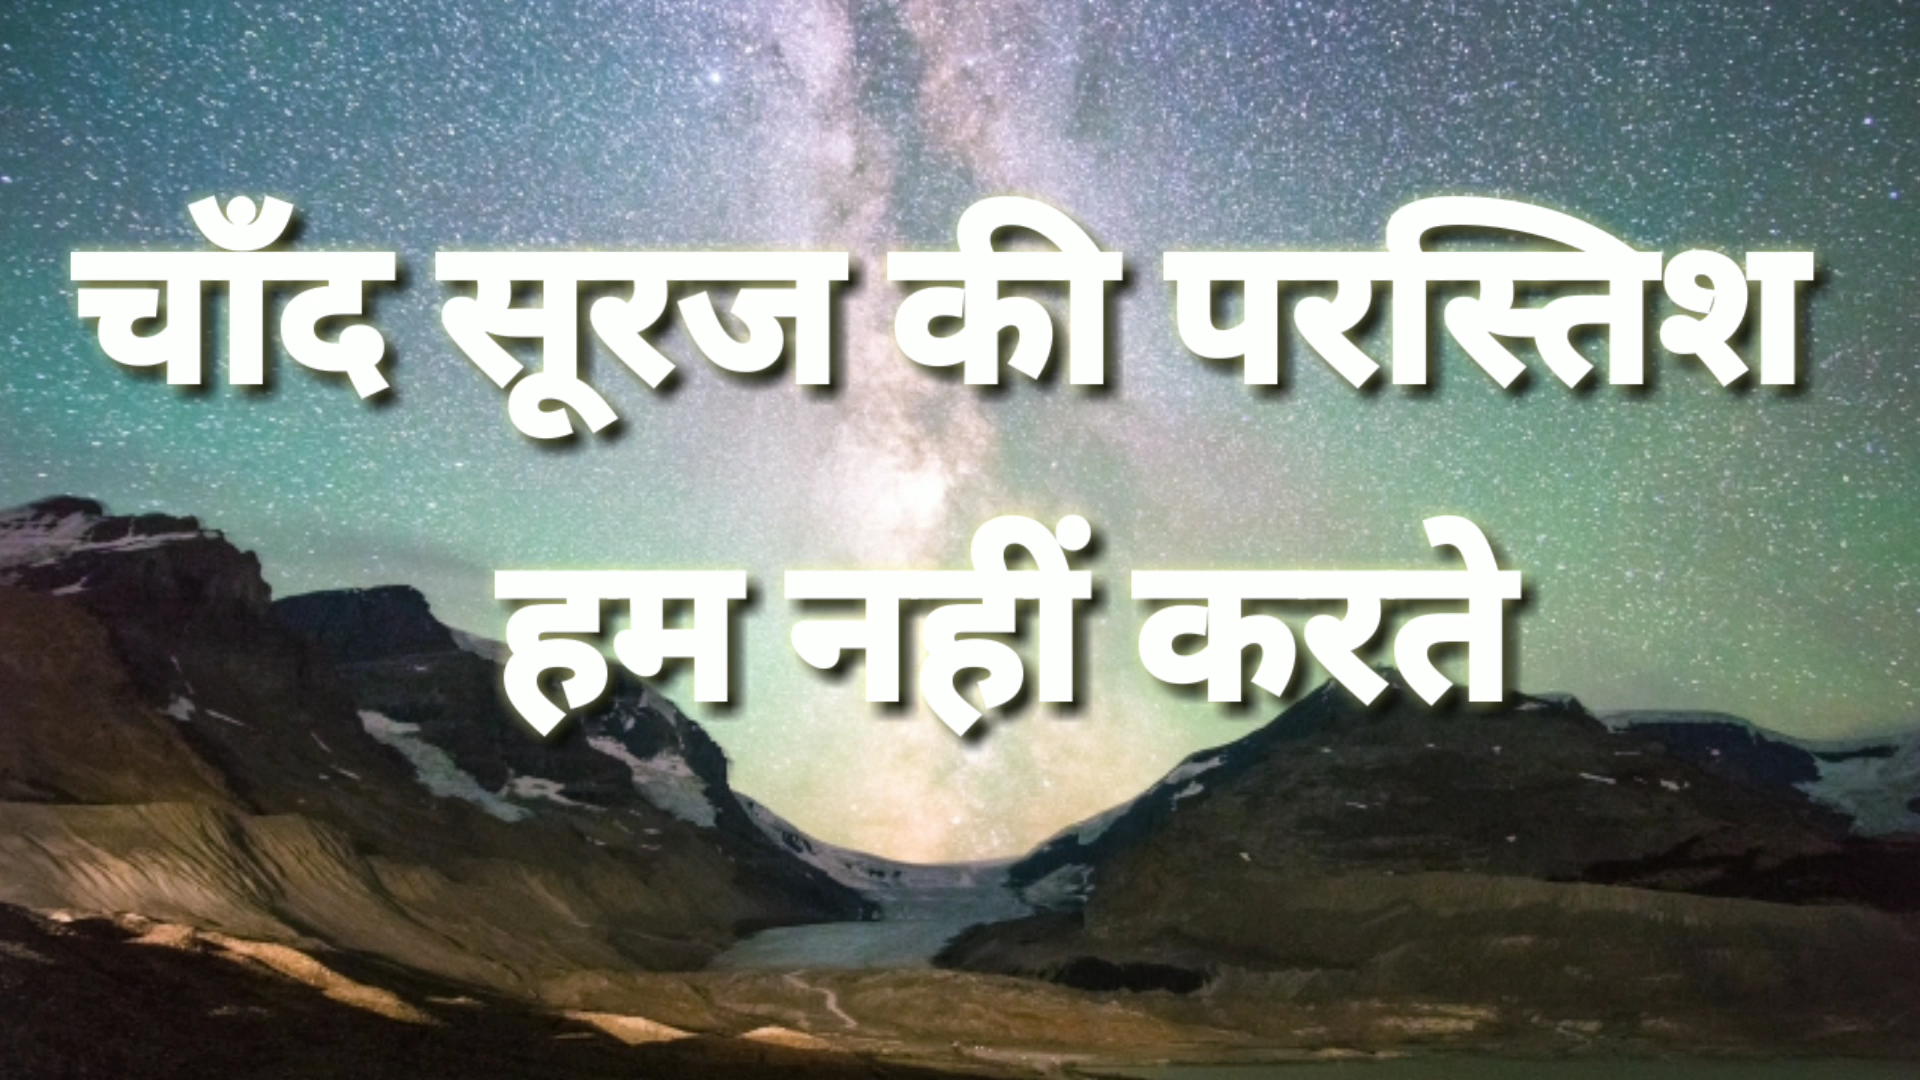 चाँद सूरज की परस्तिश
हम नहीं करते